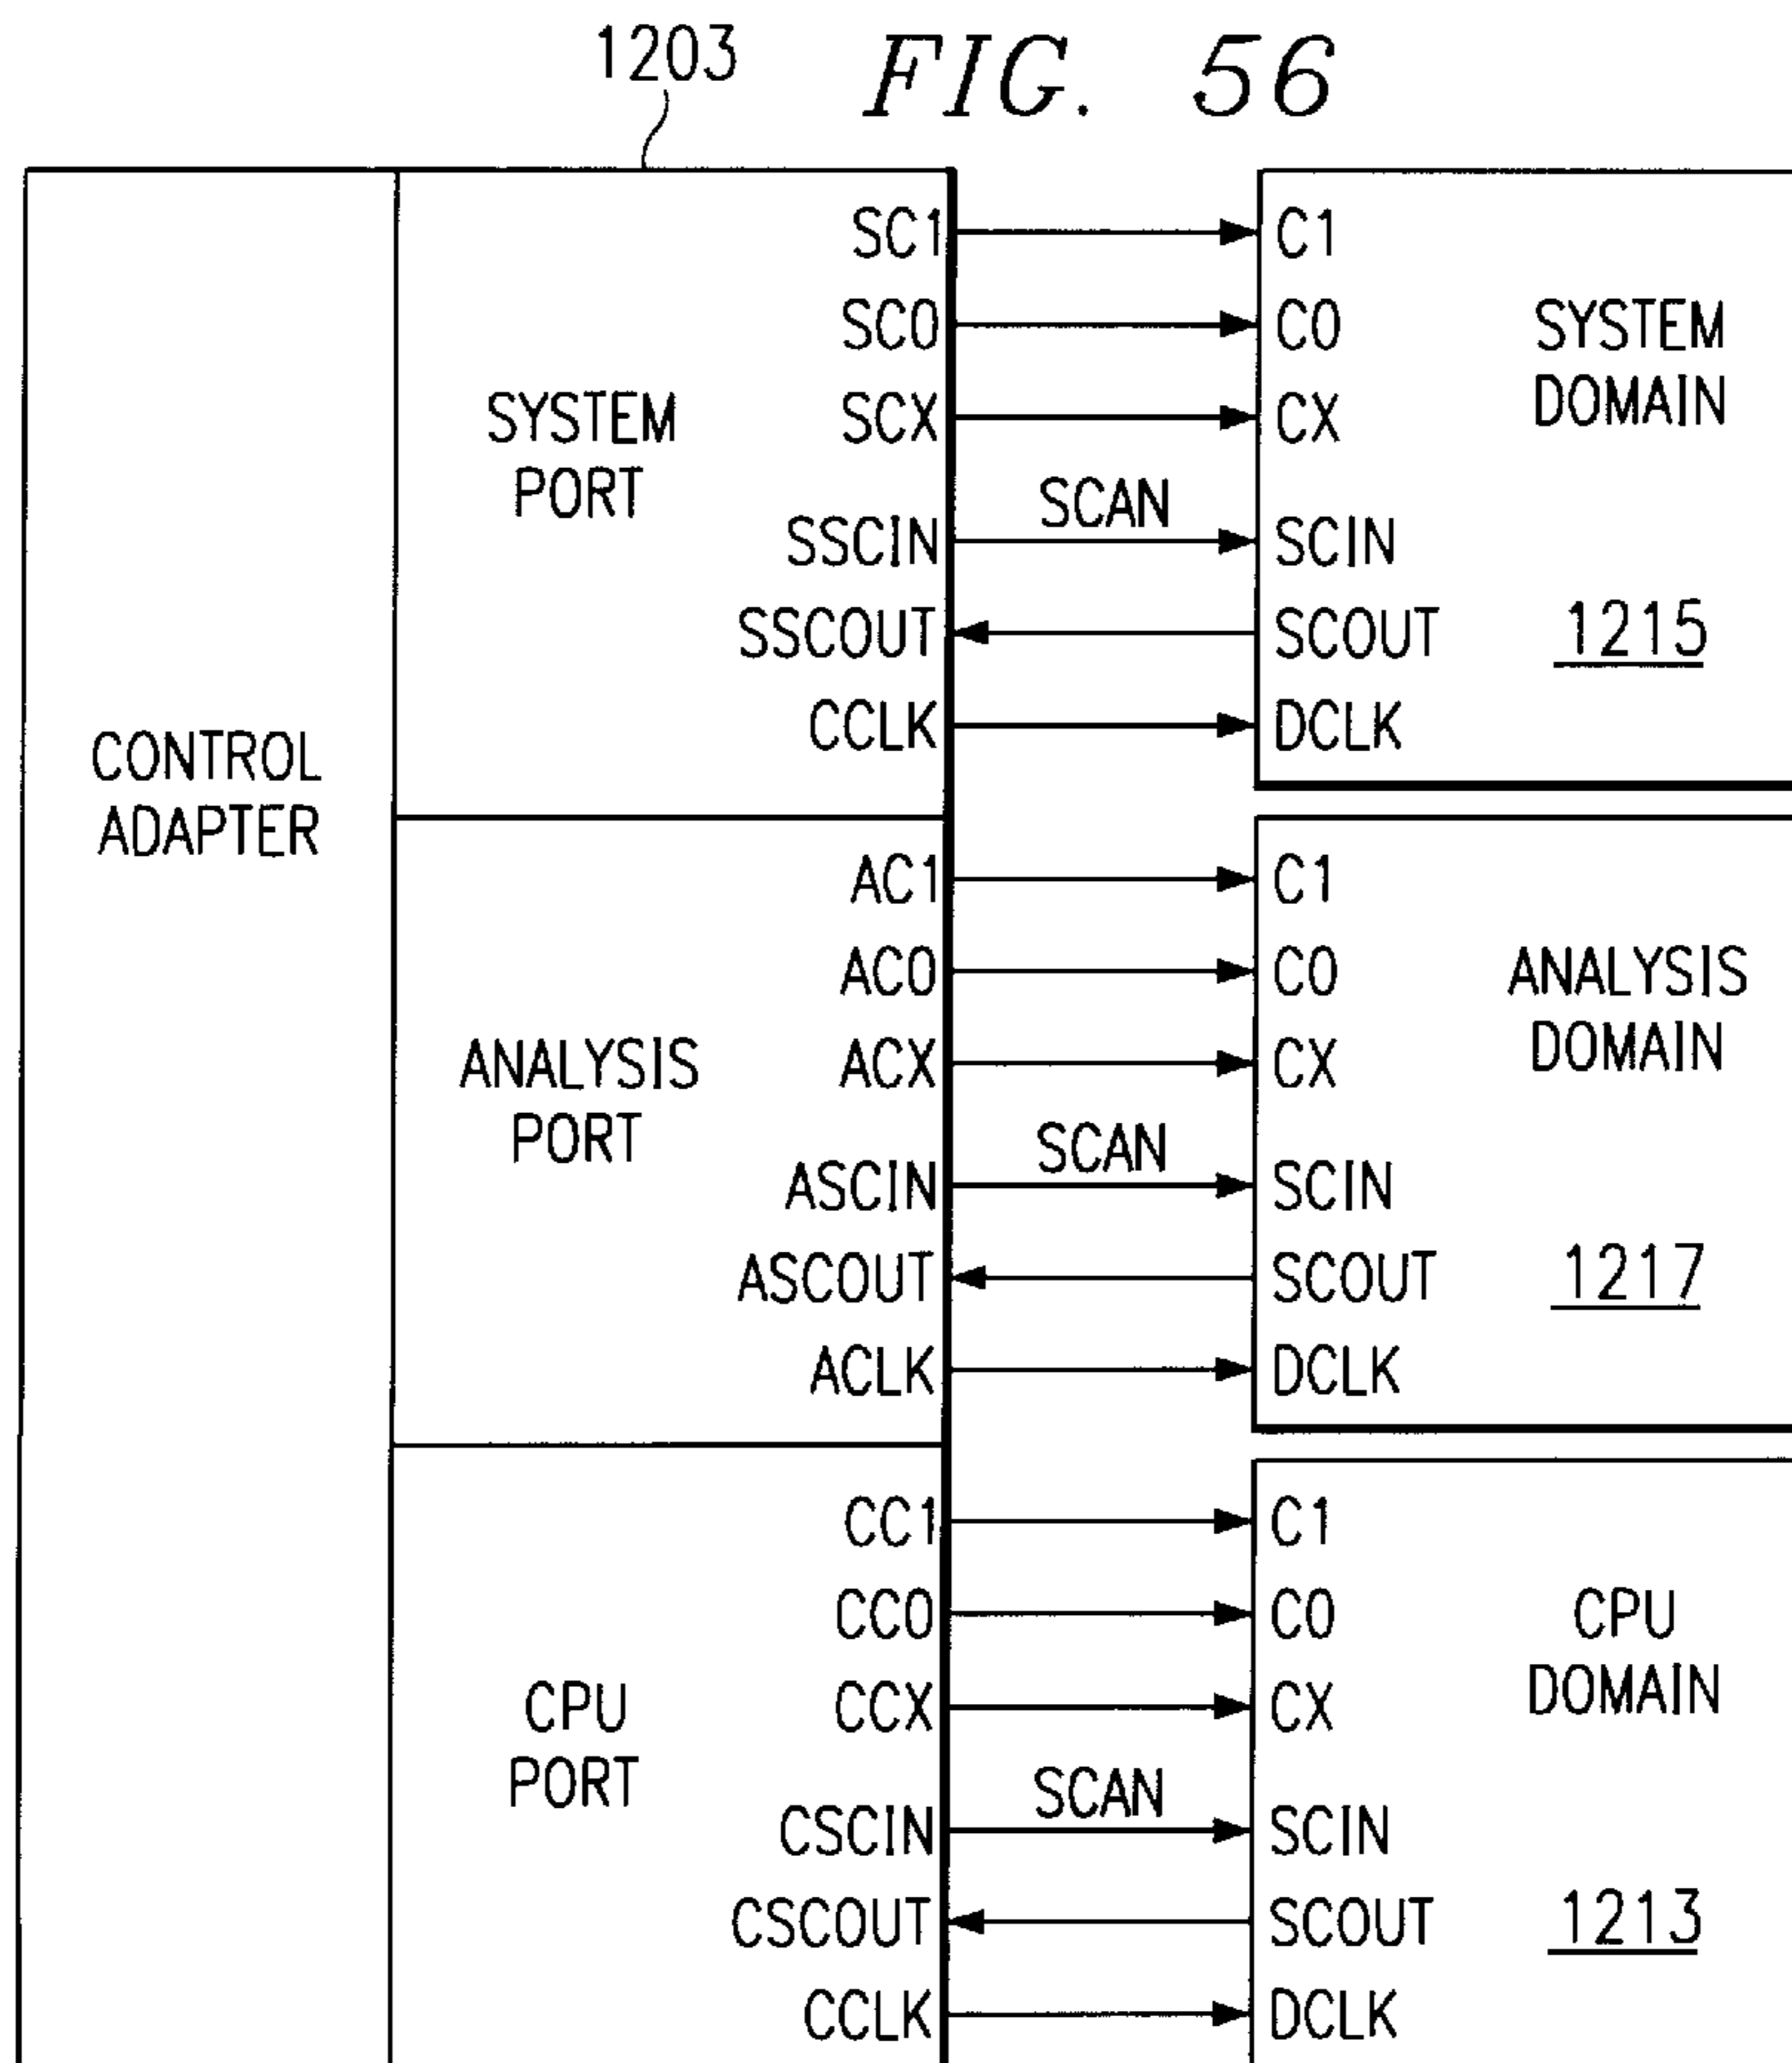 1203
FIG. 56
CONTROL
ADAPTER
SYSTEM
PORT
SC1
SC0
SCX
SSCIN
SSCOUT
CCLK
SCAN
C1
C0
CX
SCIN
SCOUT
DCLK
SYSTEM
DOMAIN
1215
ANALYSIS
PORT
AC1
AC0
ACX
ASCIN
ASCOUT
ACLK
SCAN
C1
C0
CX
SCIN
SCOUT
DCLK
ANALYSIS
DOMAIN
1217
CPU
PORT
CC1
CC0
CCX
CSCIN
CSCOUT
CCLK
SCAN
C1
C0
CX
SCIN
SCOUT
DCLK
CPU
DOMAIN
1213